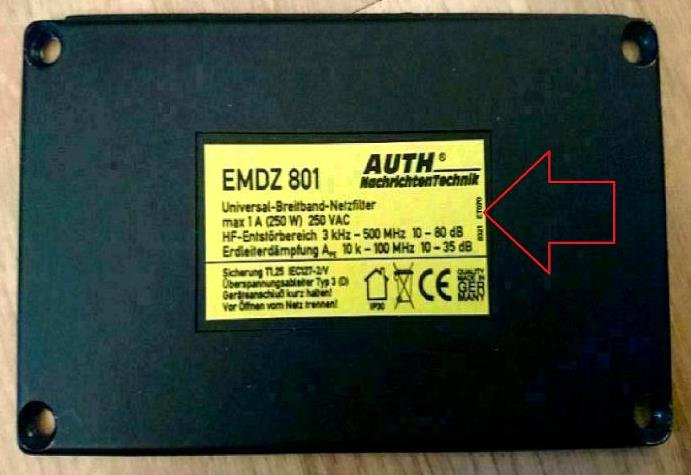 AUTH®
NachrichtenTechnik
EMDZ 801
Universal-Breitband-Netzfilter
max 1 A (250 W) 250 VAC
HF-Entstörbereich 3 kHz – 500 MHz 10 – 80 dB
Erdleiterdämpfung APE 10 k – 100 MHz 10 – 35 dB
Sicherung T1.25 IEC127-2/V
Überspannungsableiter Typ 3 (D)
Geräteanschluß kurz halten!
Vor Öffnen vom Netz trennen!
IP30
CE
QUALITY
MADE IN
GER
MANY